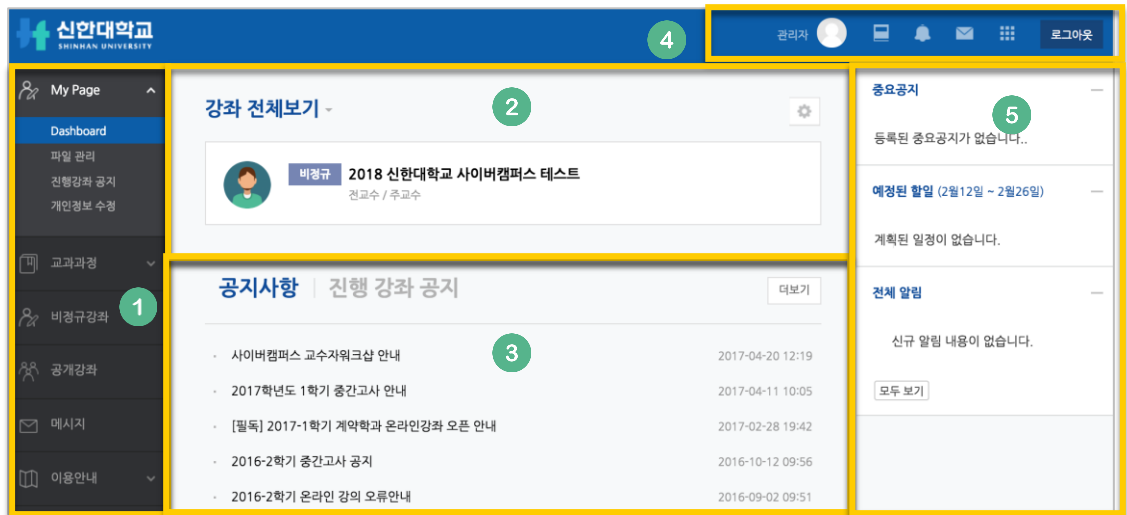 신한대학교
SHINHAN UNIVERSITY
4
관리자
로그아웃
My Page
Dashboard
파일 관리
진행강좌 공지
개인정보 수정
교과과정
1
비정규강좌
공개강좌
메시지
이용안내
강좌 전체보기
2
비정규 2018 신한대학교 사이버캠퍼스 테스트
전교수 / 주교수
공지사항 | 진행 강좌 공지
더보기
3
사이버캠퍼스 교수자워크샵 안내 2017-04-20 12:19
2017학년도 1학기 중간고사 안내 2017-04-11 10:05
[필독] 2017-1학기 계약학과 온라인강좌 오픈 안내 2017-02-28 19:42
2016-2학기 중간고사 공지 2016-10-12 09:56
2016-2학기 온라인 강의 오류안내 2016-09-02 09:51
중요공지
5
등록된 중요공지가 없습니다..
예정된 할일 (2월12일 ~ 2월26일)
계획된 일정이 없습니다.
전체 알림
신규 알림 내용이 없습니다.
모두 보기